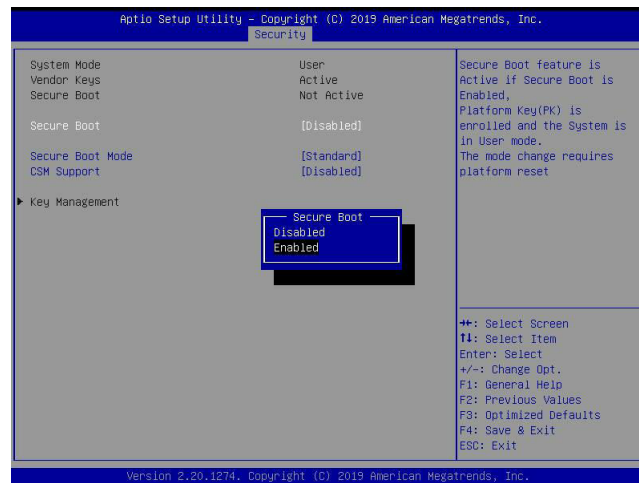 Aptio Setup Utility – Copyright (C) 2019 American Megatrends, Inc.
Security
System Mode User
Vendor Keys Active
Secure Boot Not Active
Secure Boot [Disabled]
Secure Boot Mode [Standard]
CSM Support [Disabled]
▶ Key Management
Secure Boot
Disabled
Enabled
Secure Boot feature is
Active if Secure Boot is
Enabled,
Platform Key(PK) is
enrolled and the System is
in User mode.
The mode change requires
platform reset
→←: Select Screen
↑↓: Select Item
Enter: Select
+/-: Change Opt.
F1: General Help
F2: Previous Values
F3: Optimized Defaults
F4: Save & Exit
ESC: Exit
Version 2.20.1274. Copyright (C) 2019 American Megatrends, Inc.